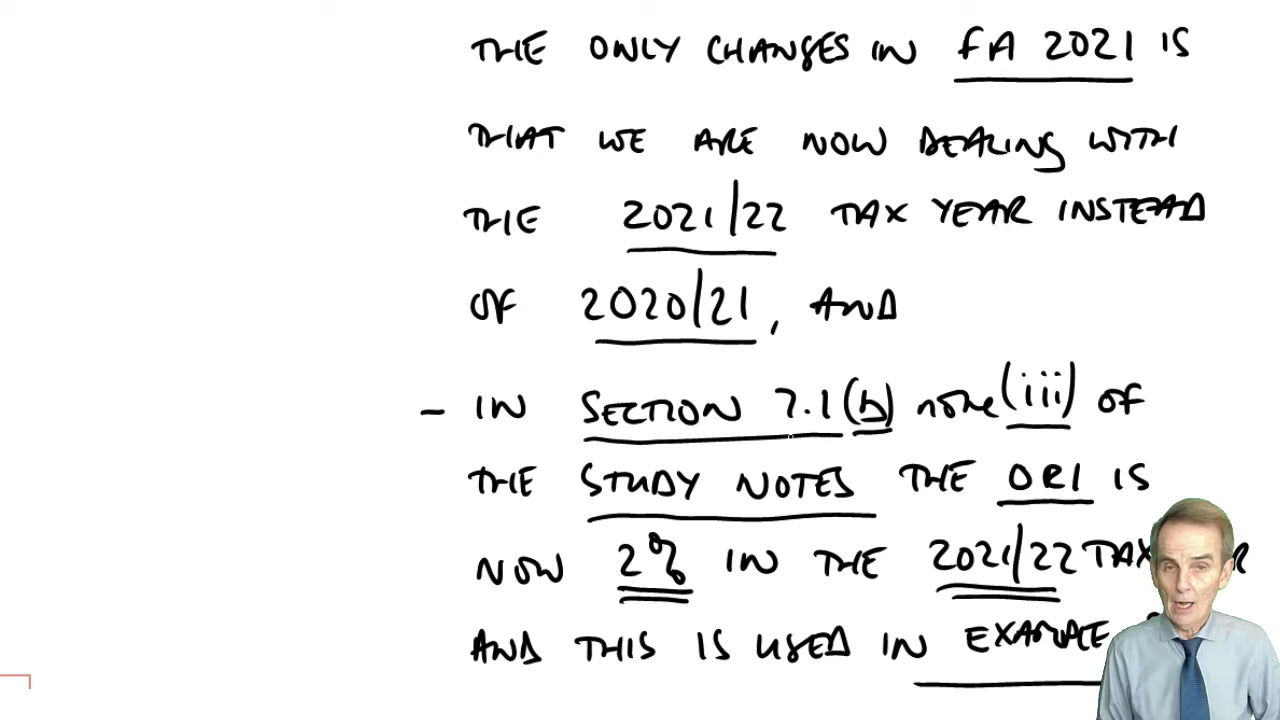 THE ONLY CHANGES IN FA 2021 IS
THAT WE ARE NOW DEALING WITH
THE 2021/22 TAX YEAR INSTEAD
OF 2020/21, AND
- IN SECTION 7.1(b) note (iii) OF
THE STUDY NOTES THE ORI IS
NOW 2% IN THE 2021/22 TAX
AND THIS IS USED IN EXAMPLE